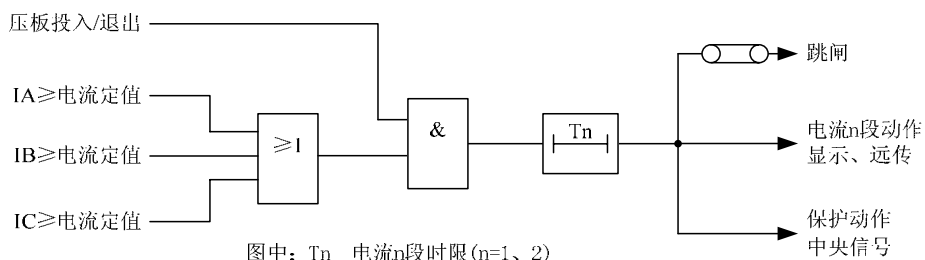 压板投入/退出
跳闸
IA≥电流定值
≥1
&
Tn
电流n段动作
显示、远传
IB≥电流定值
IC≥电流定值
保护动作
中央信号
图中：Tn 电流n段时限(n=1、2)